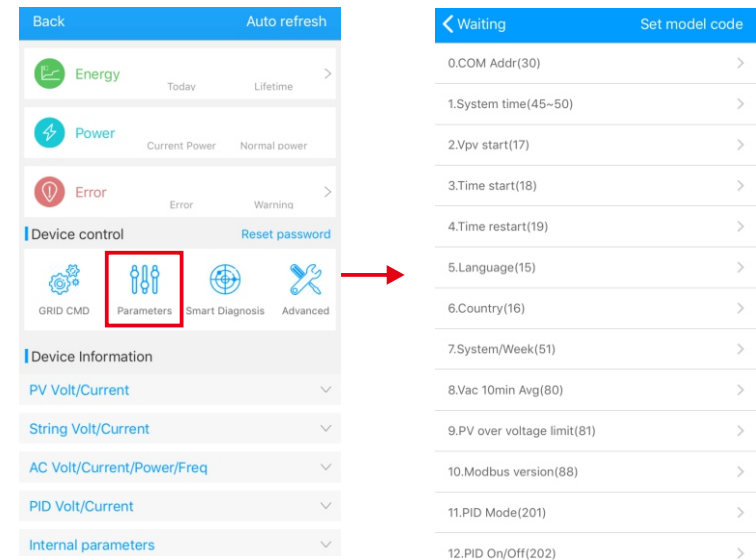 Back Auto refresh
Energy
Today Lifetime
Power
Current Power Normal power
Error
Error Warning
Device control Reset password
GRID CMD Parameters Smart Diagnosis Advanced
Device Information
PV Volt/Current
String Volt/Current
AC Volt/Current/Power/Freq
PID Volt/Current
Internal parameters
Waiting Set model code
0.COM Addr(30)
1.System time(45~50)
2.Vpv start(17)
3.Time start(18)
4.Time restart(19)
5.Language(15)
6.Country(16)
7.System/Week(51)
8.Vac 10min Avg(80)
9.PV over voltage limit(81)
10.Modbus version(88)
11.PID Mode(201)
12.PID On/Off(202)